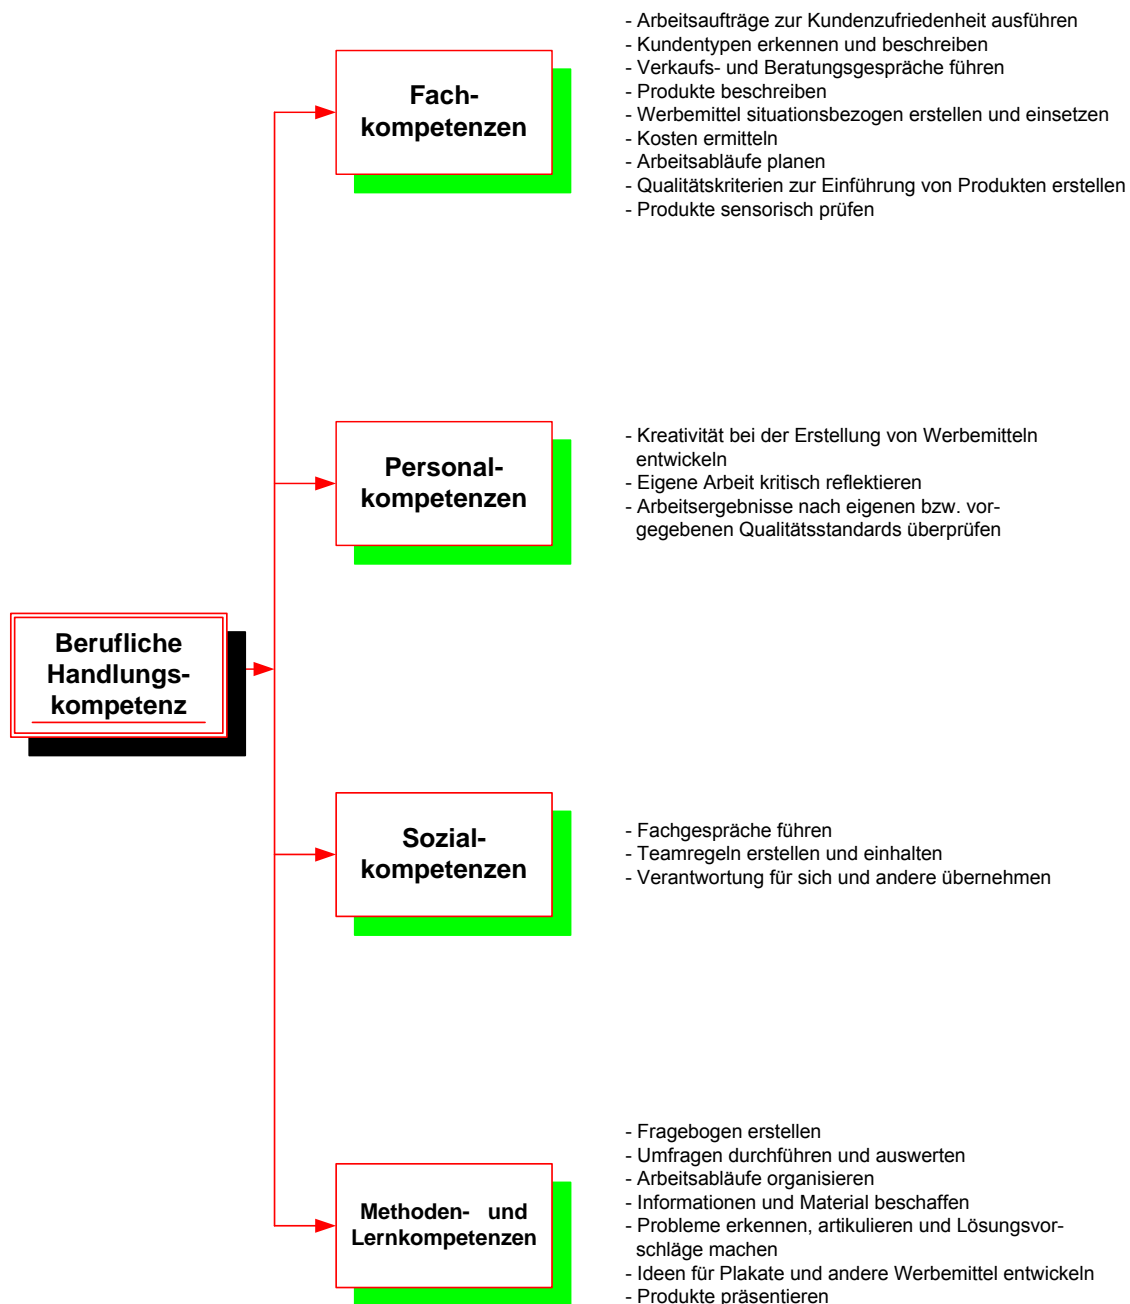 - Arbeitsaufträge zur Kundenzufriedenheit ausführen
- Kundentypen erkennen und beschreiben
- Verkaufs- und Beratungsgespräche führen
- Produkte beschreiben
- Werbemittel situationsbezogen erstellen und einsetzen
- Kosten ermitteln
- Arbeitsabläufe planen
- Qualitätskriterien zur Einführung von Produkten erstellen
- Produkte sensorisch prüfen
Fach-
kompetenzen
- Kreativität bei der Erstellung von Werbemitteln
entwickeln
- Eigene Arbeit kritisch reflektieren
- Arbeitsergebnisse nach eigenen bzw. vor-
gegebenen Qualitätsstandards überprüfen
Personal-
kompetenzen
Berufliche
Handlungs-
kompetenz
Sozial-
kompetenzen
- Fachgespräche führen
- Teamregeln erstellen und einhalten
- Verantwortung für sich und andere übernehmen
Methoden- und
Lernkompetenzen
- Fragebogen erstellen
- Umfragen durchführen und auswerten
- Arbeitsabläufe organisieren
- Informationen und Material beschaffen
- Probleme erkennen, artikulieren und Lösungsvor-
schläge machen
- Ideen für Plakate und andere Werbemittel entwickeln
- Produkte präsentieren